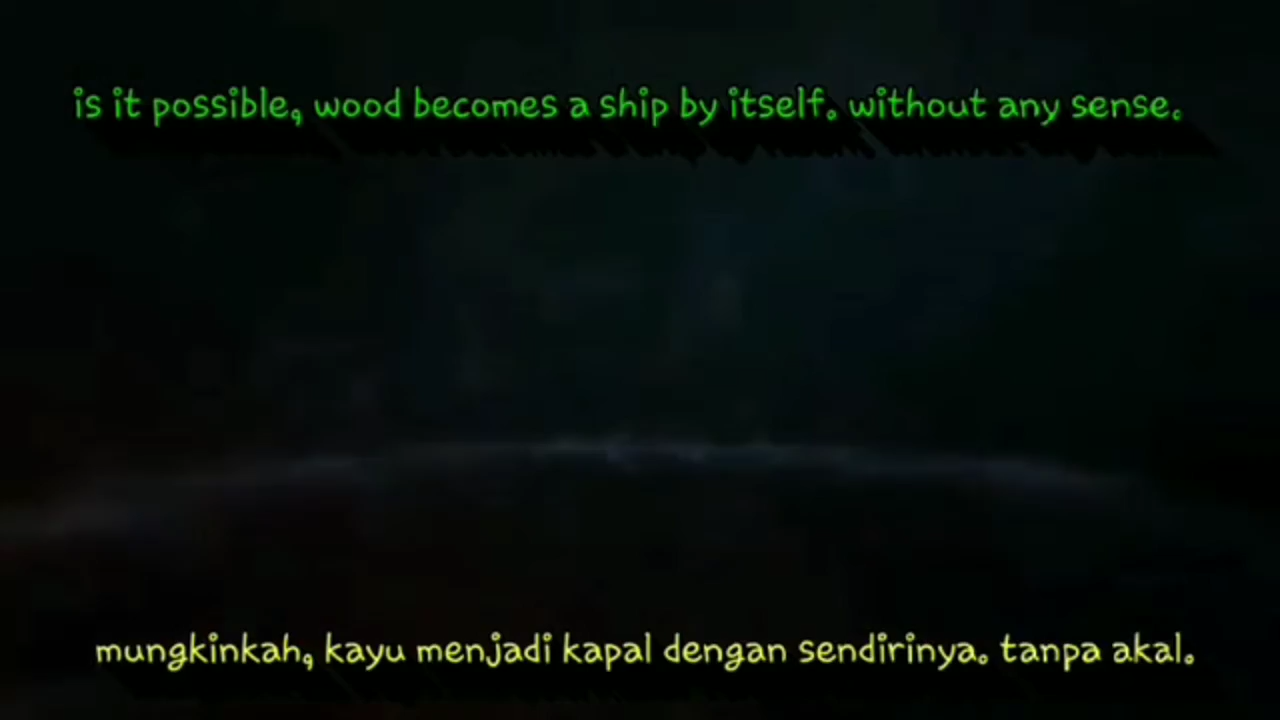 is it possible, wood becomes a ship by itself. without any sense.
mungkinkah, kayu menjadi kapal dengan sendirinya. tanpa akal.